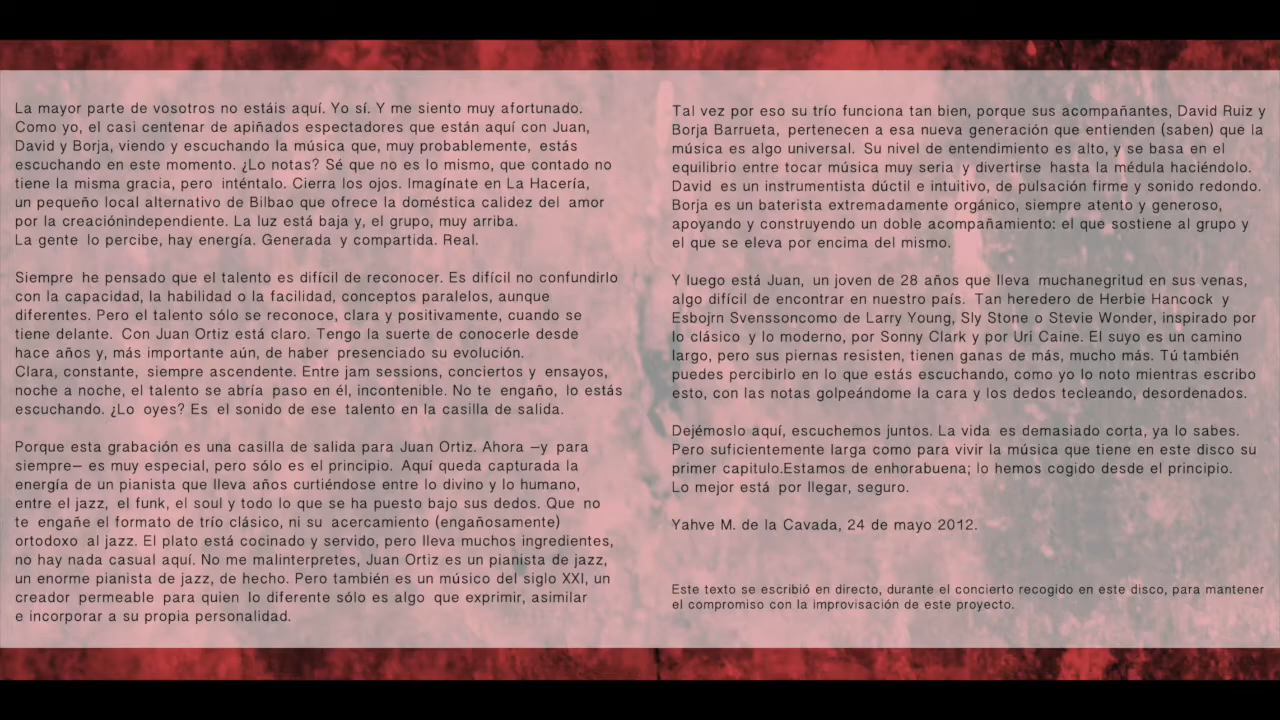 La mayor parte de vosotros no estáis aquí. Yo sí. Y me siento muy afortunado.
Como yo, el casi centenar de apiñados espectadores que están aquí con Juan,
David y Borja, viendo y escuchando la música que, muy probablemente, estás
escuchando en este momento. ¿Lo notas? Sé que no es lo mismo, que contado no
tiene la misma gracia, pero inténtalo. Cierra los ojos. Imagínate en La Hacería,
un pequeño local alternativo de Bilbao que ofrece la doméstica calidez del amor
por la creaciónindependiente. La luz está baja y, el grupo, muy arriba.
La gente lo percibe, hay energía. Generada y compartida. Real.
Siempre he pensado que el talento es difícil de reconocer. Es difícil no confundirlo
con la capacidad, la habilidad o la facilidad, conceptos paralelos, aunque
diferentes. Pero el talento sólo se reconoce, clara y positivamente, cuando se
tiene delante. Con Juan Ortiz está claro. Tengo la suerte de conocerle desde
hace años y, más importante aún, de haber presenciado su evolución.
Clara, constante, siempre ascendente. Entre jam sessions, conciertos y ensayos,
noche a noche, el talento se abría paso en él, incontenible. No te engaño, lo estás
escuchando. ¿Lo oyes? Es el sonido de ese talento en la casilla de salida.
Porque esta grabación es una casilla de salida para Juan Ortiz. Ahora –y para
siempre– es muy especial, pero sólo es el principio. Aquí queda capturada la
energía de un pianista que lleva años curtiéndose entre lo divino y lo humano,
entre el jazz, el funk, el soul y todo lo que se ha puesto bajo sus dedos. Que no
te engañe el formato de trío clásico, ni su acercamiento (engañosamente)
ortodoxo al jazz. El plato está cocinado y servido, pero lleva muchos ingredientes,
no hay nada casual aquí. No me malinterpretes, Juan Ortiz es un pianista de jazz,
un enorme pianista de jazz, de hecho. Pero también es un músico del siglo XXI, un
creador permeable para quien lo diferente sólo es algo que exprimir, asimilar
e incorporar a su propia personalidad.
Tal vez por eso su trío funciona tan bien, porque sus acompañantes, David Ruiz y
Borja Barrueta, pertenecen a esa nueva generación que entienden (saben) que la
música es algo universal. Su nivel de entendimiento es alto, y se basa en el
equilibrio entre tocar música muy seria y divertirse hasta la médula haciéndolo.
David es un instrumentista dúctil e intuitivo, de pulsación firme y sonido redondo.
Borja es un baterista extremadamente orgánico, siempre atento y generoso,
apoyando y construyendo un doble acompañamiento: el que sostiene al grupo y
el que se eleva por encima del mismo.
Y luego está Juan, un joven de 28 años que lleva muchanegritud en sus venas,
algo difícil de encontrar en nuestro país. Tan heredero de Herbie Hancock y
Esbojrn Svenssoncomo de Larry Young, Sly Stone o Stevie Wonder, inspirado por
lo clásico y lo moderno, por Sonny Clark y por Uri Caine. El suyo es un camino
largo, pero sus piernas resisten, tienen ganas de más, mucho más. Tú también
puedes percibirlo en lo que estás escuchando, como yo lo noto mientras escribo
esto, con las notas golpeándome la cara y los dedos tecleando, desordenados.
Dejémoslo aquí, escuchemos juntos. La vida es demasiado corta, ya lo sabes.
Pero suficientemente larga como para vivir la música que tiene en este disco su
primer capitulo.Estamos de enhorabuena; lo hemos cogido desde el principio.
Lo mejor está por llegar, seguro.
Yahve M. de la Cavada, 24 de mayo 2012.
Este texto se escribió en directo, durante el concierto recogido en este disco, para mantener
el compromiso con la improvisación de este proyecto.